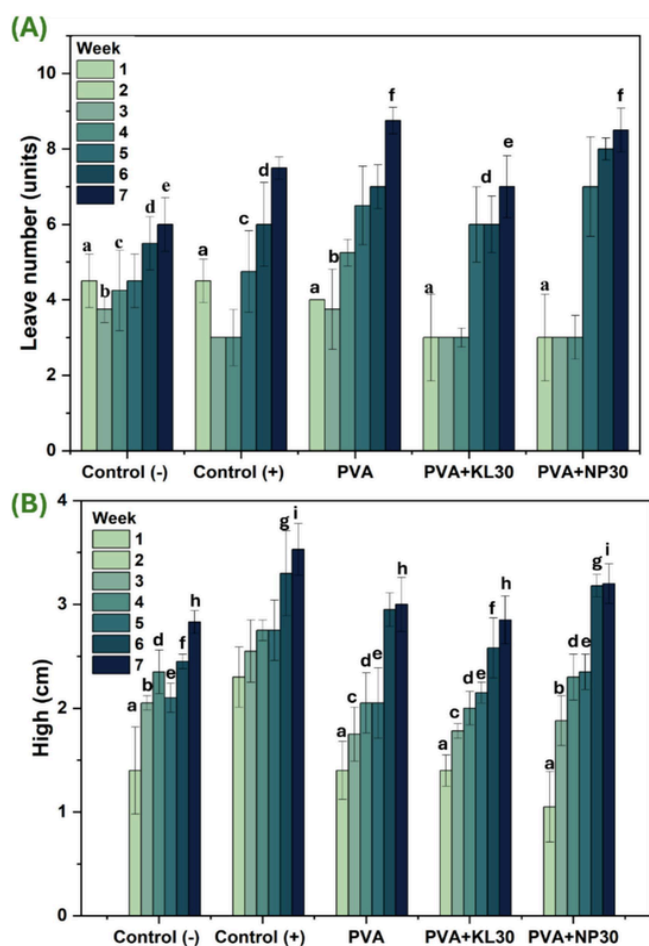 (A)
Week
1
2
3
4
5
6
7
10
8
6
4
2
0
Leave number (units)
a b c d e
a c d
a b f
a d e
a f
Control (-) Control (+) PVA PVA+KL30 PVA+NP30
(B)
Week
1
2
3
4
5
6
7
4
3
2
1
0
High (cm)
a b d e f h
g i
a c d e h
a c d e f h
a b d e g i
Control (-) Control (+) PVA PVA+KL30 PVA+NP30